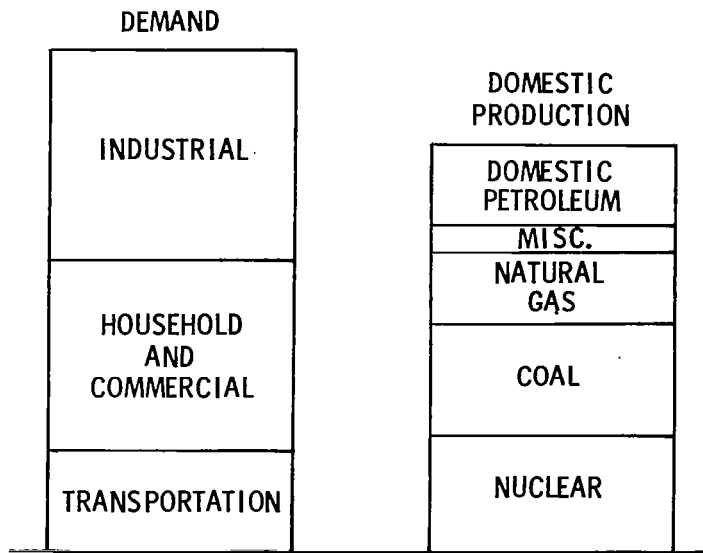 DEMAND
INDUSTRIAL
HOUSEHOLD
AND
COMMERCIAL
TRANSPORTATION
DOMESTIC
PRODUCTION
DOMESTIC
PETROLEUM
MISC.
NATURAL
GAS
COAL
NUCLEAR